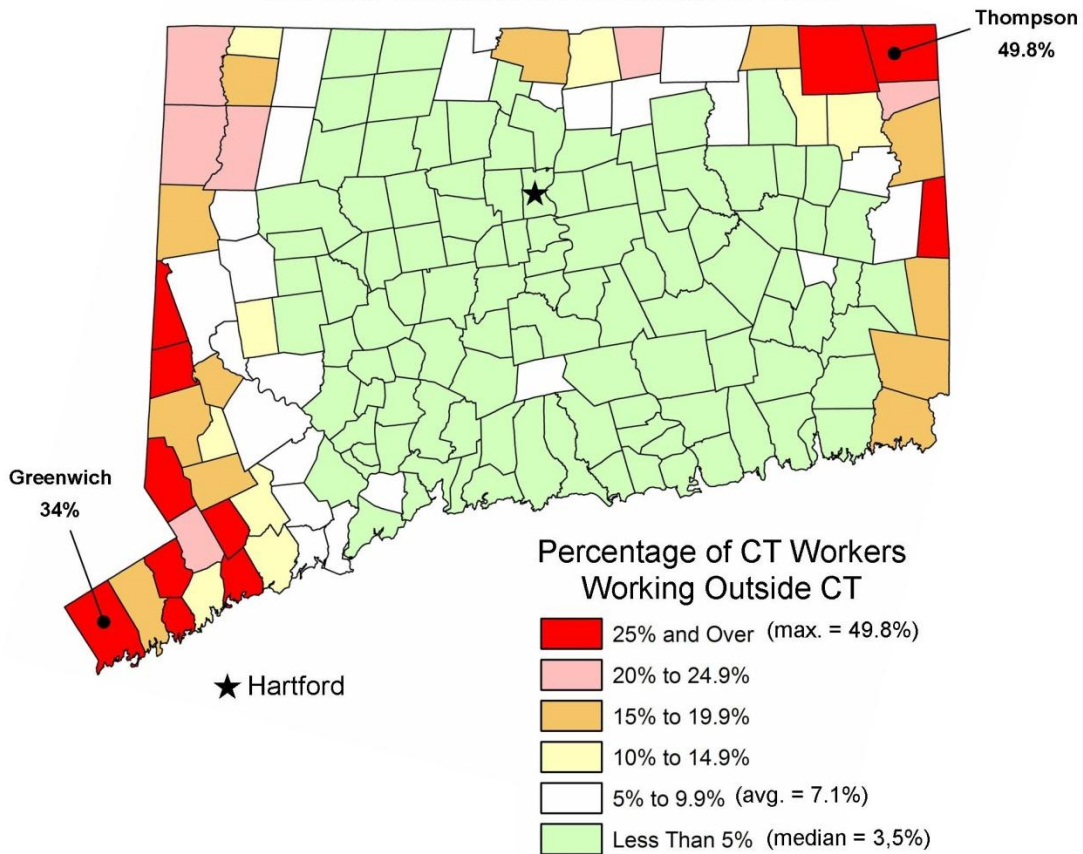 Thompson
49.8%
Greenwich
34%
Percentage of CT Workers
Working Outside CT
25% and Over (max. = 49.8%)
20% to 24.9%
15% to 19.9%
10% to 14.9%
5% to 9.9% (avg. = 7.1%)
Less Than 5% (median = 3,5%)
Hartford